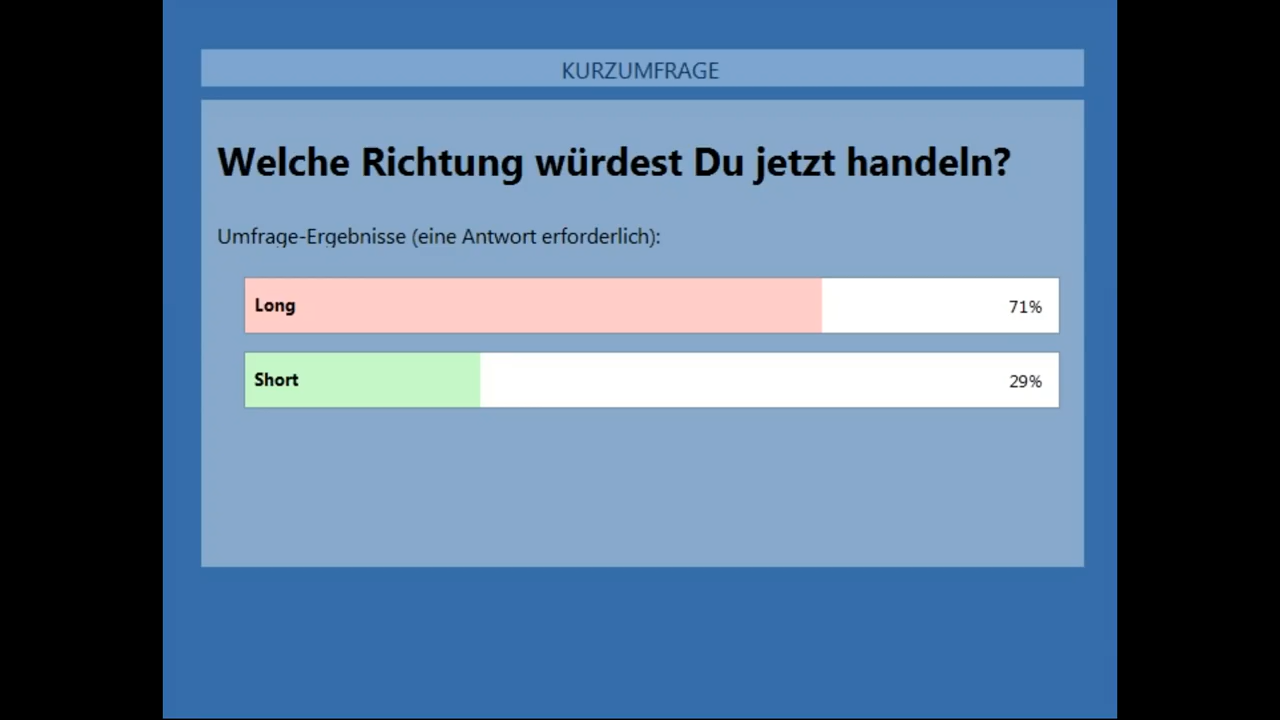 KURZUMFRAGE
Welche Richtung würdest Du jetzt handeln?
Umfrage-Ergebnisse (eine Antwort erforderlich):
Long 71%
Short 29%